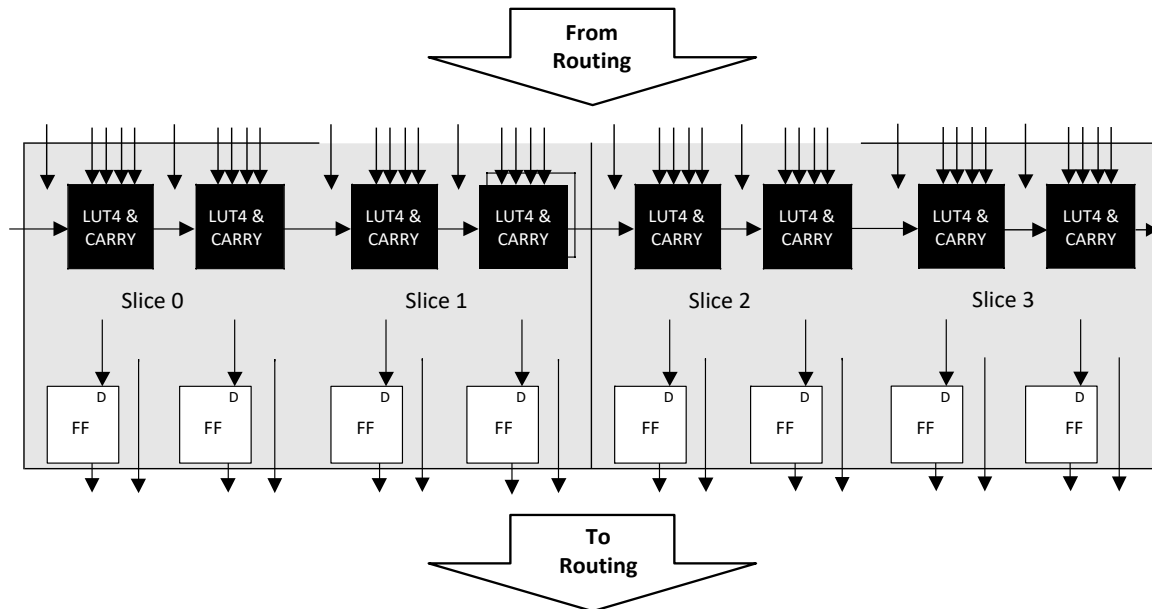 From
Routing
LUT4 &
CARRY
LUT4 &
CARRY
LUT4 &
CARRY
LUT4 &
CARRY
LUT4 &
CARRY
LUT4 &
CARRY
LUT4 &
CARRY
LUT4 &
CARRY
Slice 0
Slice 1
Slice 2
Slice 3
D
FF
D
FF
D
FF
D
FF
D
FF
D
FF
D
FF
D
FF
To
Routing